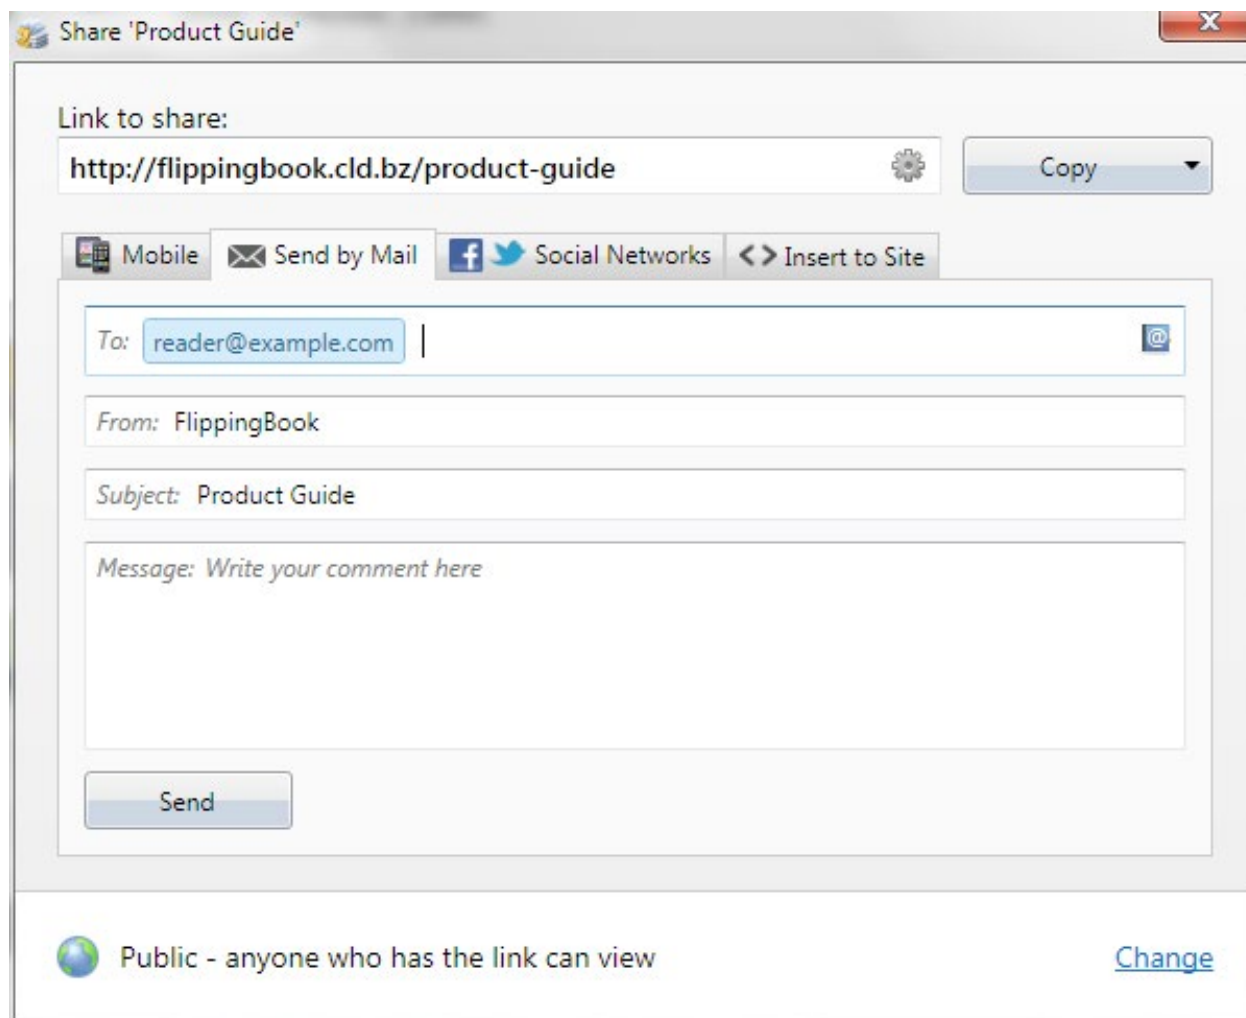 Share 'Product Guide'
Link to share:
http://flippingbook.cld.bz/product-guide
Copy
Mobile
Send by Mail
Social Networks
Insert to Site
To: reader@example.com
From: FlippingBook
Subject: Product Guide
Message: Write your comment here
Send
Public - anyone who has the link can view
Change